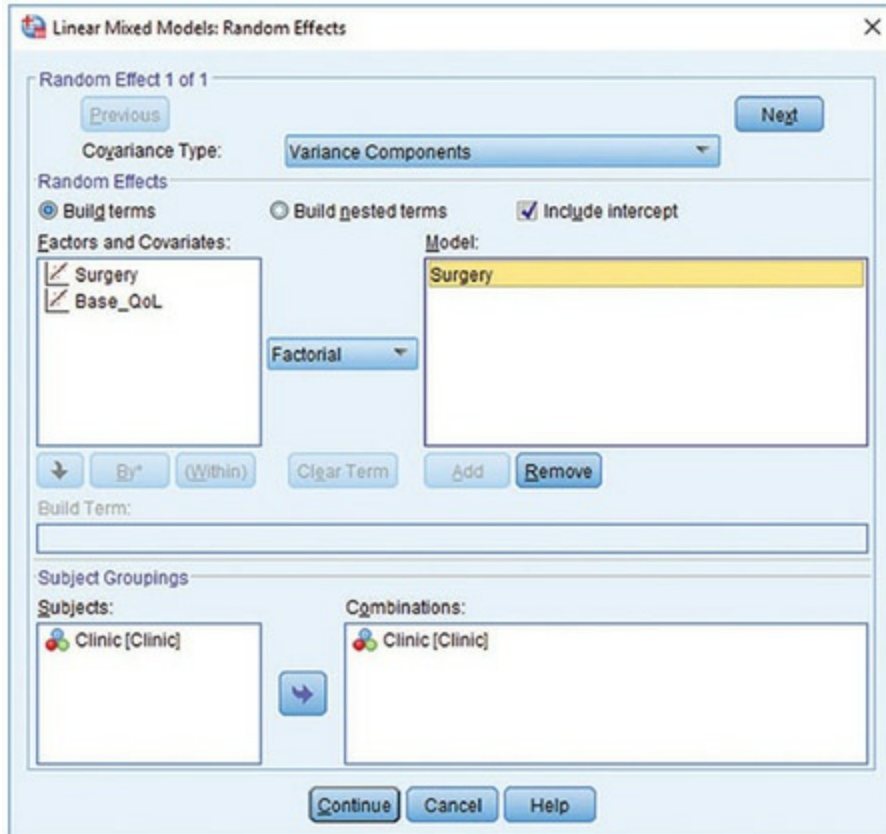 Linear Mixed Models: Random Effects
Random Effect 1 of 1
Previous
Next
Covariance Type:
Variance Components
Random Effects
Build terms
Build nested terms
Include intercept
Factors and Covariates:
Model:
Surgery
Base_QoL
Surgery
Factorial
By*
(Within)
Clear Term
Add
Remove
Build Term:
Subject Groupings
Subjects:
Combinations:
Clinic [Clinic]
Clinic [Clinic]
Continue
Cancel
Help